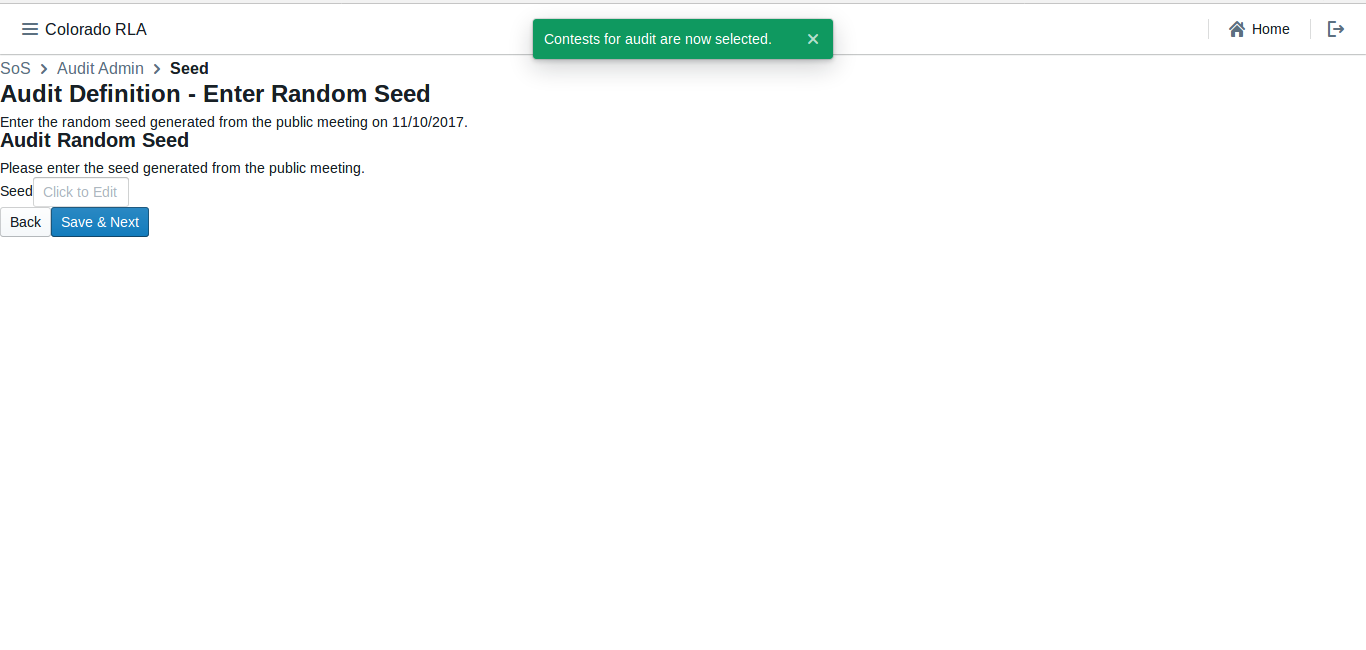 Colorado RLA
Contests for audit are now selected.
Home
SoS Audit Admin Seed
Audit Definition - Enter Random Seed
Enter the random seed generated from the public meeting on 11/10/2017.
Audit Random Seed
Please enter the seed generated from the public meeting.
Seed Click to Edit
Back Save & Next